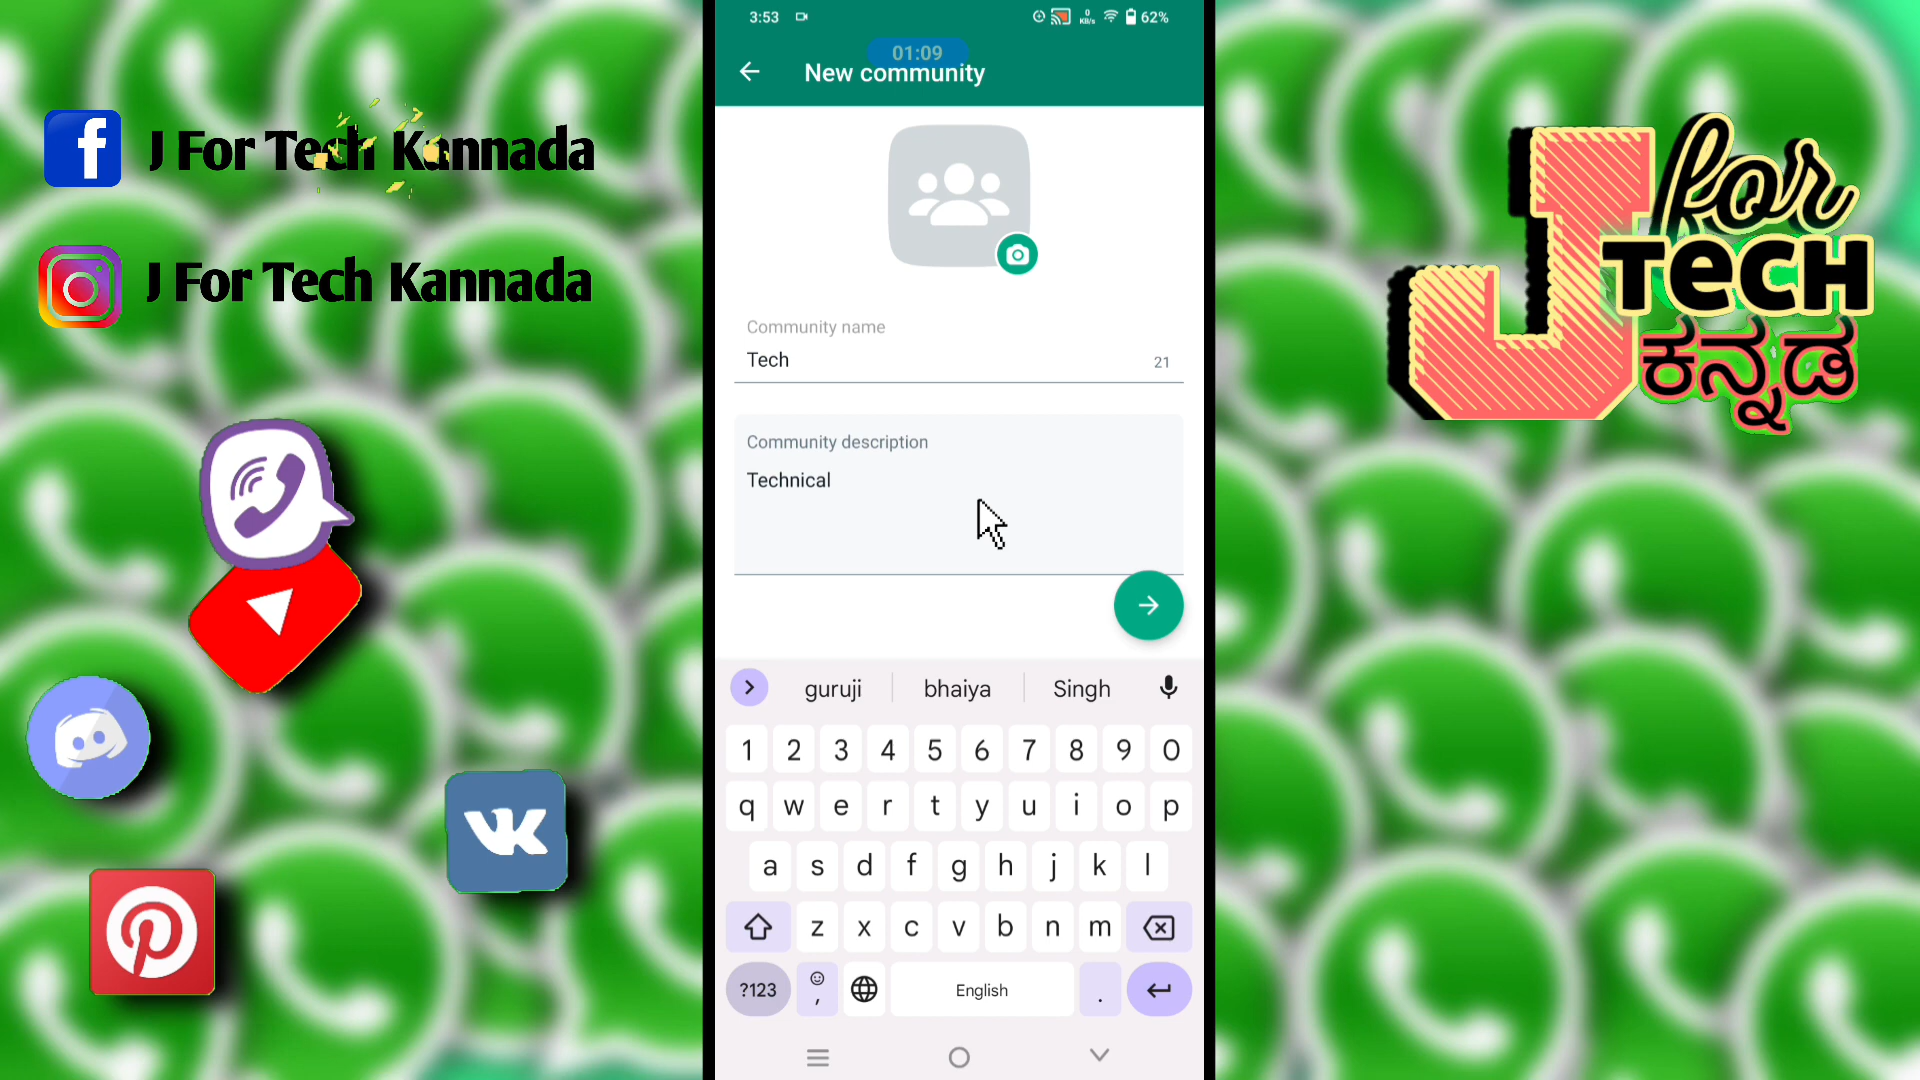 3:53
0
KB/s
62%
01:09
New community
J For Tech Kannada
J For Tech Kannada
J for
TECH
ಕನ್ನಡ
Community name
Tech
21
Community description
Technical
guruji
bhaiya
Singh
1 2 3 4 5 6 7 8 9 0
q w e r t y u i o p
a s d f g h j k l
z x c v b n m
?123 , English .